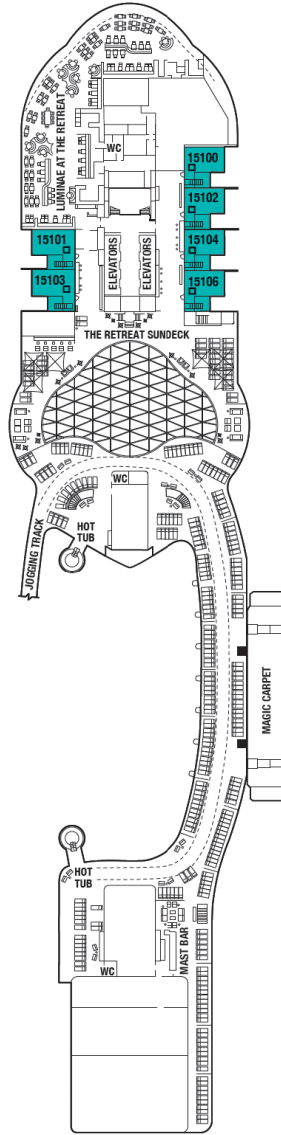 LUMINAE AT THE RETREAT
WC
15100
15102
15101
15104
15103
15106
ELEVATORS
ELEVATORS
THE RETREAT SUNDECK
WC
JOGGING TRACK
HOT
TUB
MAGIC CARPET
HOT
TUB
MAST BAR
WC